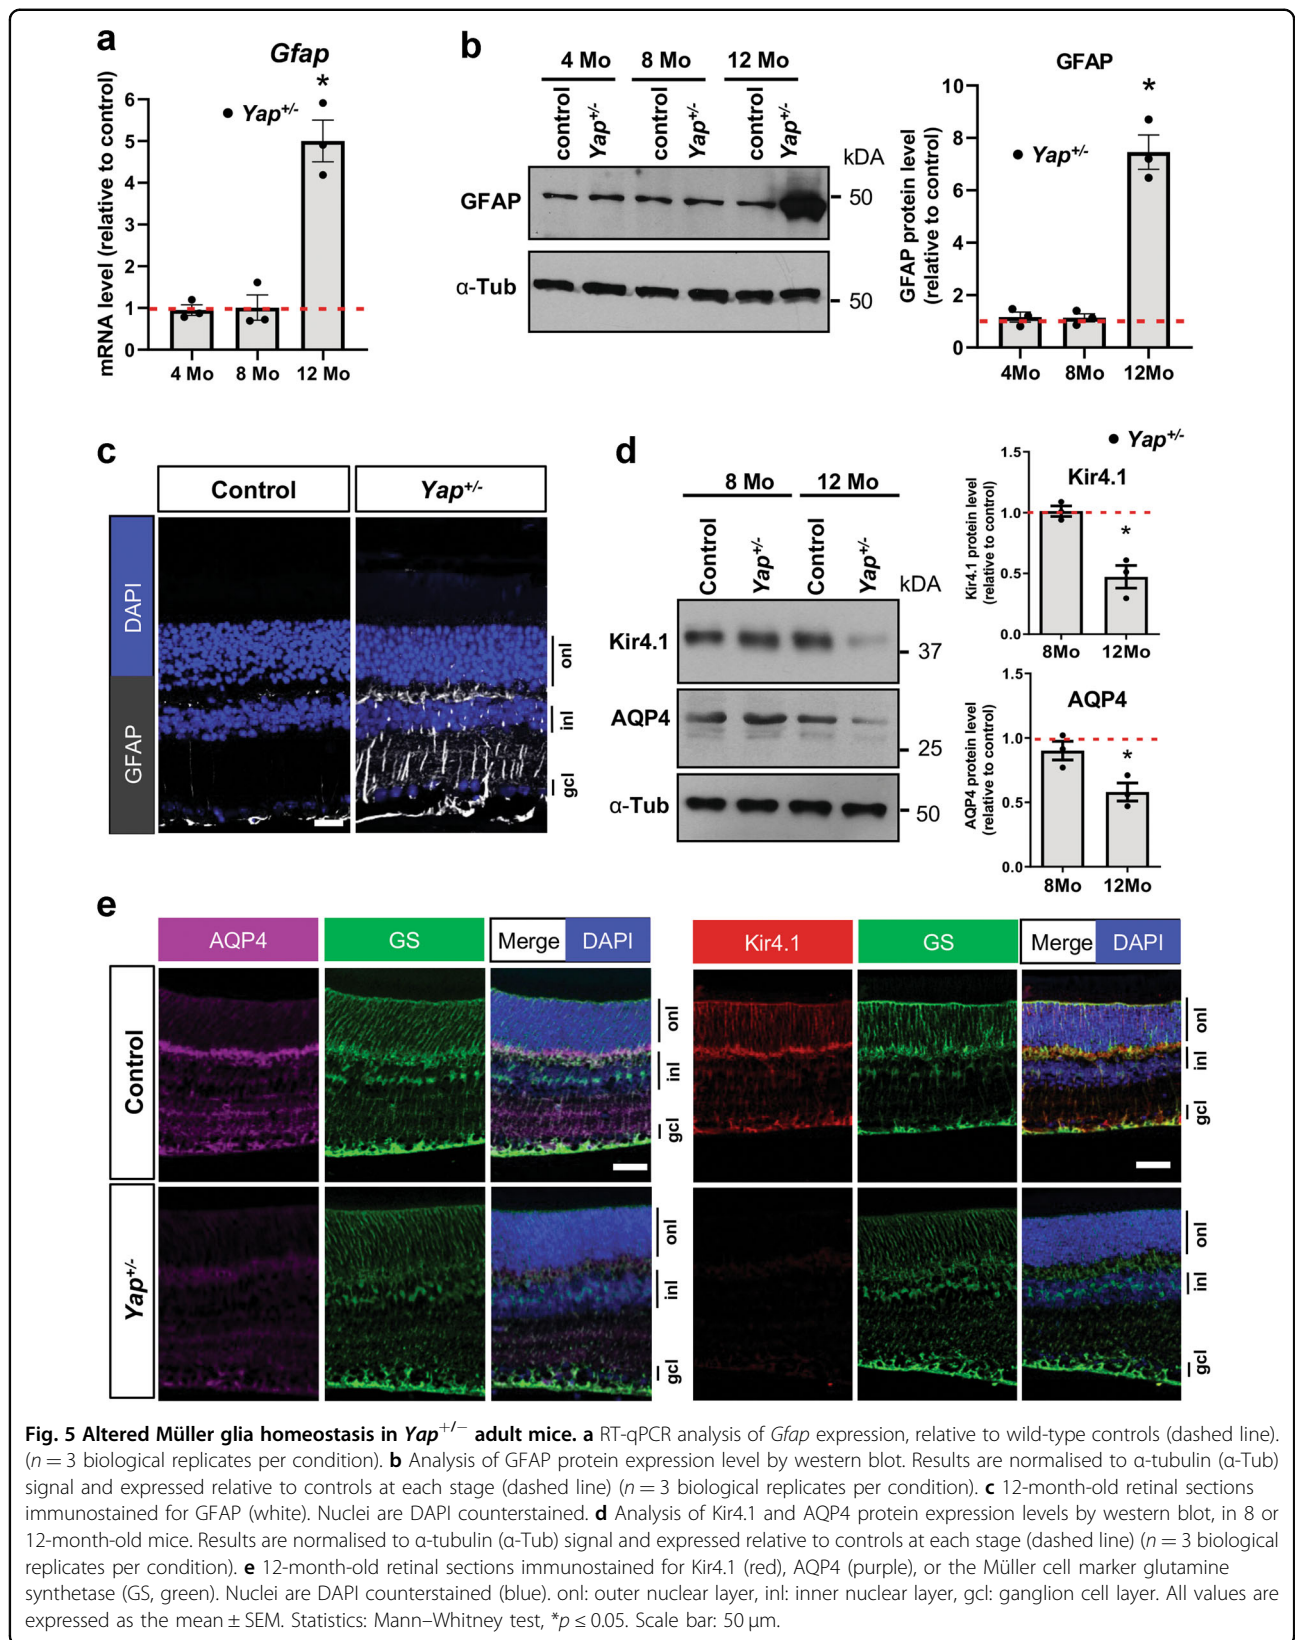 a
Gfap
*
Yap+/-
mRNA level (relative to control)
6
5
4
3
2
1
0
4 Mo
8 Mo
12 Mo
b
4 Mo
8 Mo
12 Mo
control
Yap+/-
control
Yap+/-
control
Yap+/-
kDA
GFAP
50
α-Tub
50
GFAP
*
Yap+/-
GFAP protein level
(relative to control)
10
8
6
4
2
0
4Mo
8Mo
12Mo
c
Control
Yap+/-
DAPI
GFAP
onl
inl
gcl
d
8 Mo
12 Mo
Control
Yap+/-
Control
Yap+/-
kDA
Kir4.1
37
AQP4
25
α-Tub
50
Yap+/-
Kir4.1
*
Kir4.1 protein level
(relative to control)
1.5
1.0
0.5
0.0
8Mo
12Mo
AQP4
*
AQP4 protein level
(relative to control)
1.5
1.0
0.5
0.0
8Mo
12Mo
e
AQP4
GS
Merge
DAPI
Kir4.1
GS
Merge
DAPI
Control
onl
inl
gcl
onl
inl
gcl
Yap+/-
onl
inl
gcl
onl
inl
gcl
Fig. 5 Altered Müller glia homeostasis in Yap+/− adult mice. a RT-qPCR analysis of Gfap expression, relative to wild-type controls (dashed line).
(n = 3 biological replicates per condition). b Analysis of GFAP protein expression level by western blot. Results are normalised to α-tubulin (α-Tub)
signal and expressed relative to controls at each stage (dashed line) (n = 3 biological replicates per condition). c 12-month-old retinal sections
immunostained for GFAP (white). Nuclei are DAPI counterstained. d Analysis of Kir4.1 and AQP4 protein expression levels by western blot, in 8 or
12-month-old mice. Results are normalised to α-tubulin (α-Tub) signal and expressed relative to controls at each stage (dashed line) (n = 3 biological
replicates per condition). e 12-month-old retinal sections immunostained for Kir4.1 (red), AQP4 (purple), or the Müller cell marker glutamine
synthetase (GS, green). Nuclei are DAPI counterstained (blue). onl: outer nuclear layer, inl: inner nuclear layer, gcl: ganglion cell layer. All values are
expressed as the mean ± SEM. Statistics: Mann–Whitney test, *p ≤ 0.05. Scale bar: 50 µm.